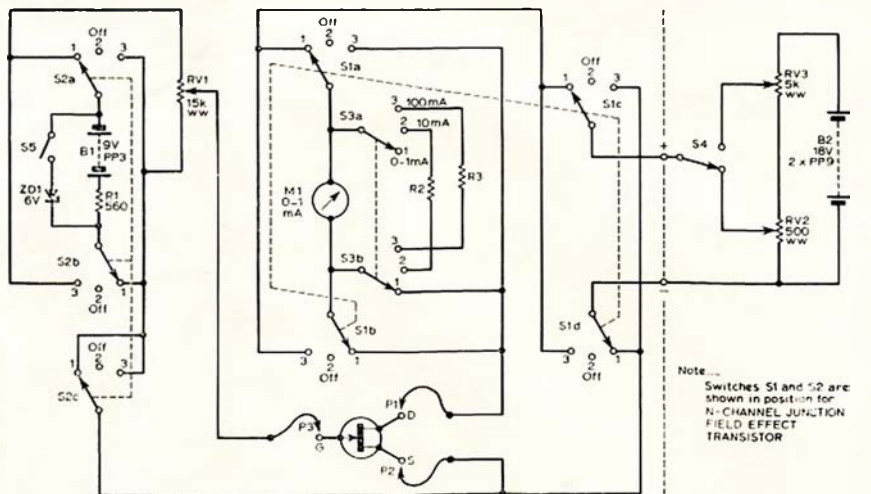 Off
1
2
3
S2a
S5
B1
9V
PP3
ZD1
6V
R1
560
S2b
3
2
1
Off
Off
1
2
3
S2c
RV1
15k
ww
Off
1
2
3
S1a
S3a
3
100mA
2
10mA
1
0-1mA
M1
0-1
mA
R2
R3
3
S3b
2
1
S1b
3
2
1
Off
P3
G
P1
D
S
P2
Off
1
2
3
S1c
+
S4
RV3
5k
ww
B2
18V
2 x PP9
RV2
500
ww
−
S1d
3
2
1
Off
Note...
Switches S1 and S2 are
shown in position for
N-CHANNEL JUNCTION
FIELD EFFECT
TRANSISTOR